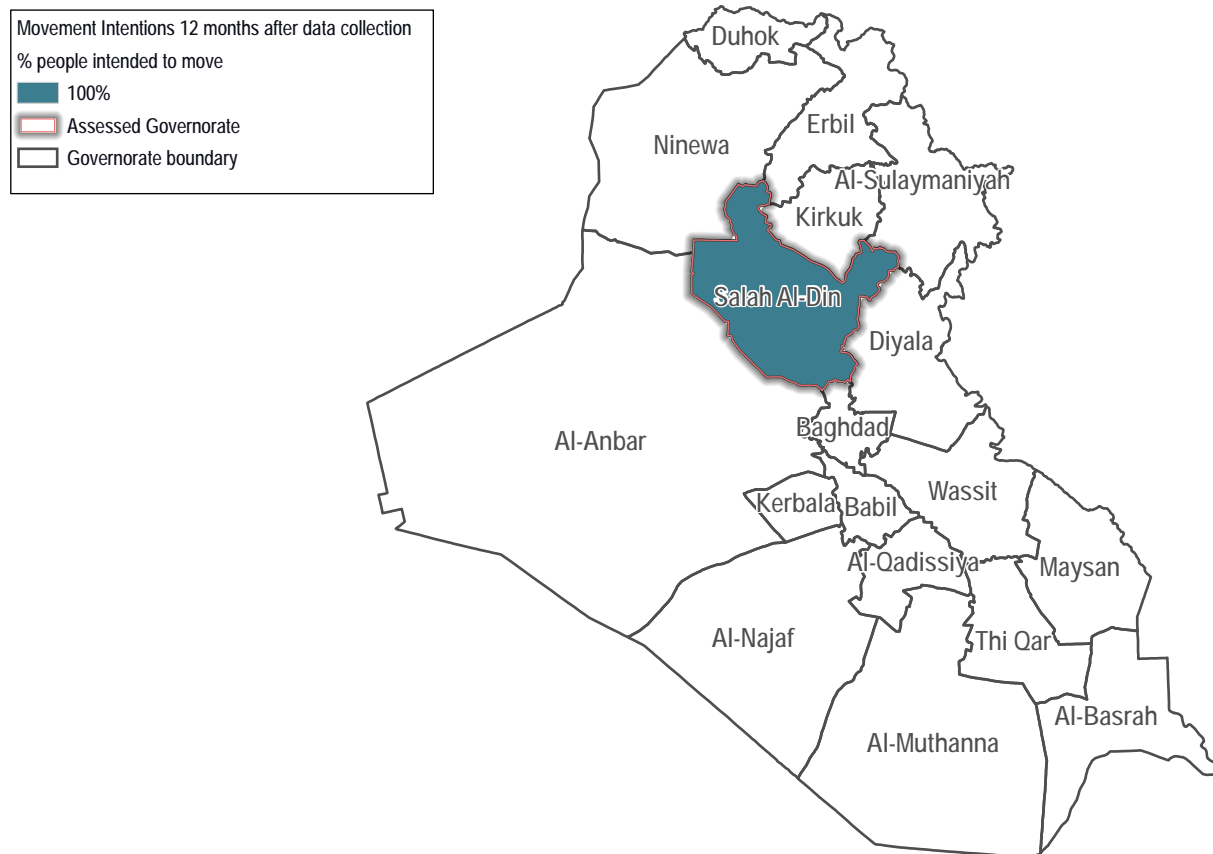 Movement Intentions 12 months after data collection
% people intended to move
100%
Assessed Governorate
Governorate boundary
Duhok
Erbil
Ninewa
Al-Sulaymaniyah
Kirkuk
Salah Al-Din
Diyala
Baghdad
Al-Anbar
Wassit
Kerbala
Babil
Al-Qadissiya
Maysan
Al-Najaf
Thi Qar
Al-Basrah
Al-Muthanna